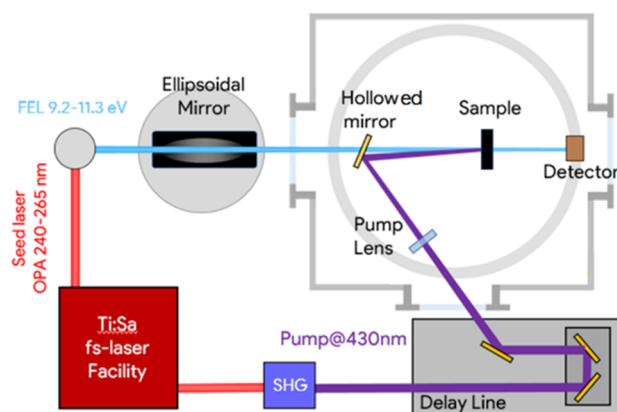 Ellipsoidal
Mirror
FEL 9.2-11.3 eV
Hollowed
mirror
Sample
Detector
Pump
Lens
Seed laser
OPA 240-265 nm
Ti:Sa
fs-laser
Facility
SHG
Pump@430nm
Delay Line